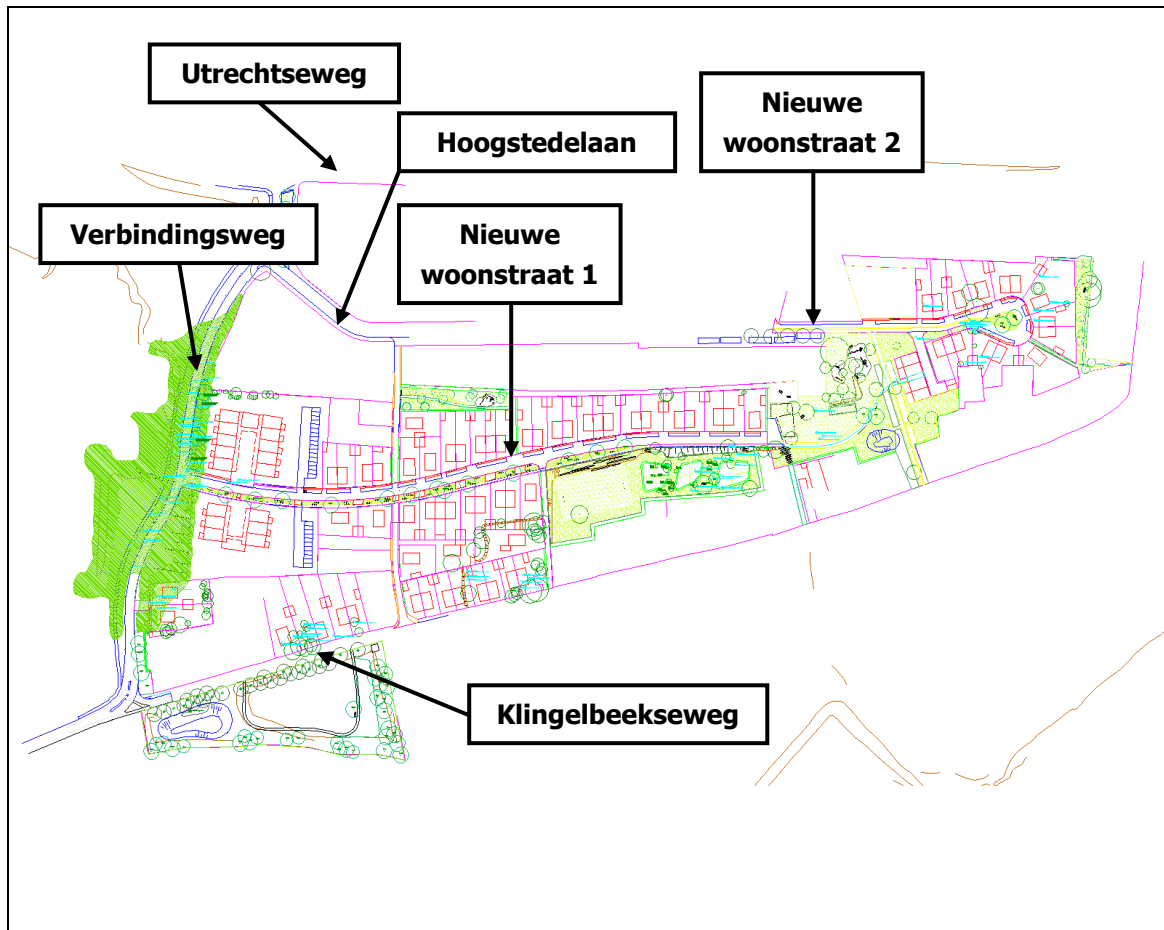 Utrechtseweg
Hoogstedelaan
Nieuwe
woonstraat 2
Verbindingsweg
Nieuwe
woonstraat 1
Klingelbeekseweg